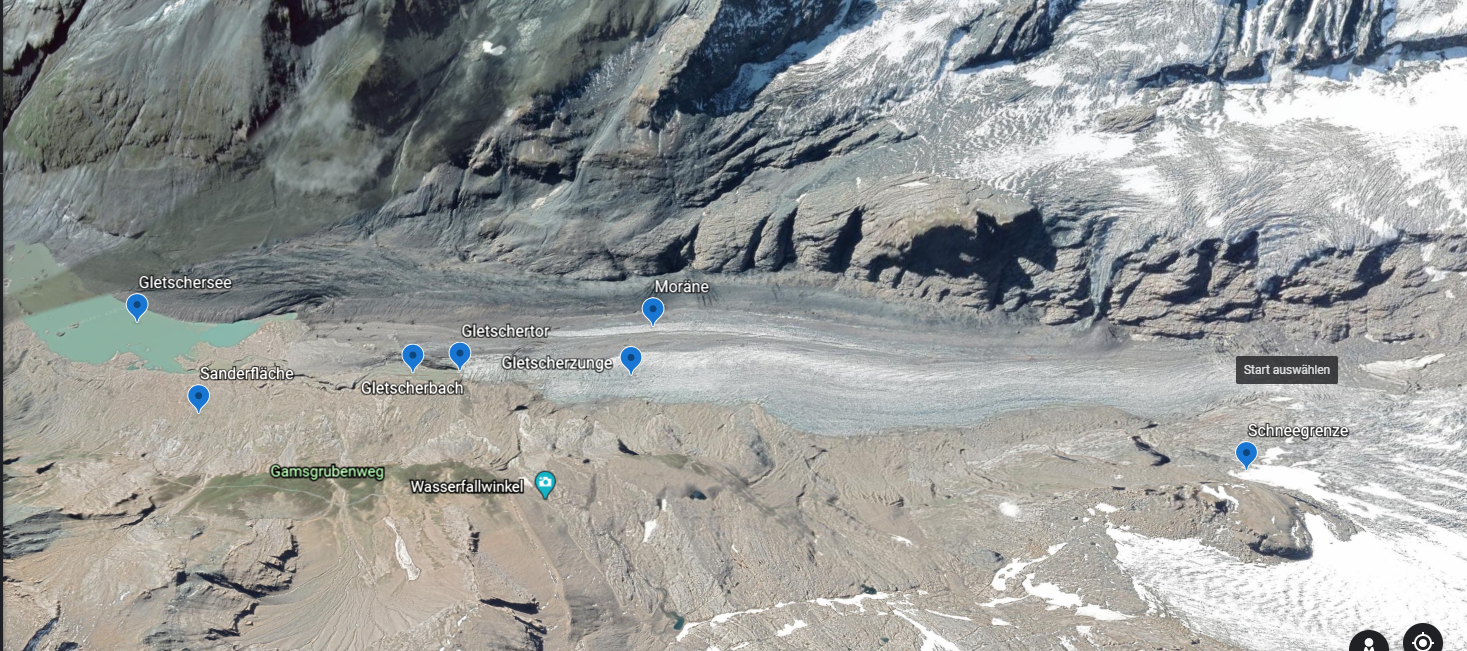 Gletschersee
Moräne
Gletschertor
Gletscherzunge
Start auswählen
Sanderfläche
Gletscherbach
Schneegrenze
Gamsgrubenweg
Wasserfallwinkel